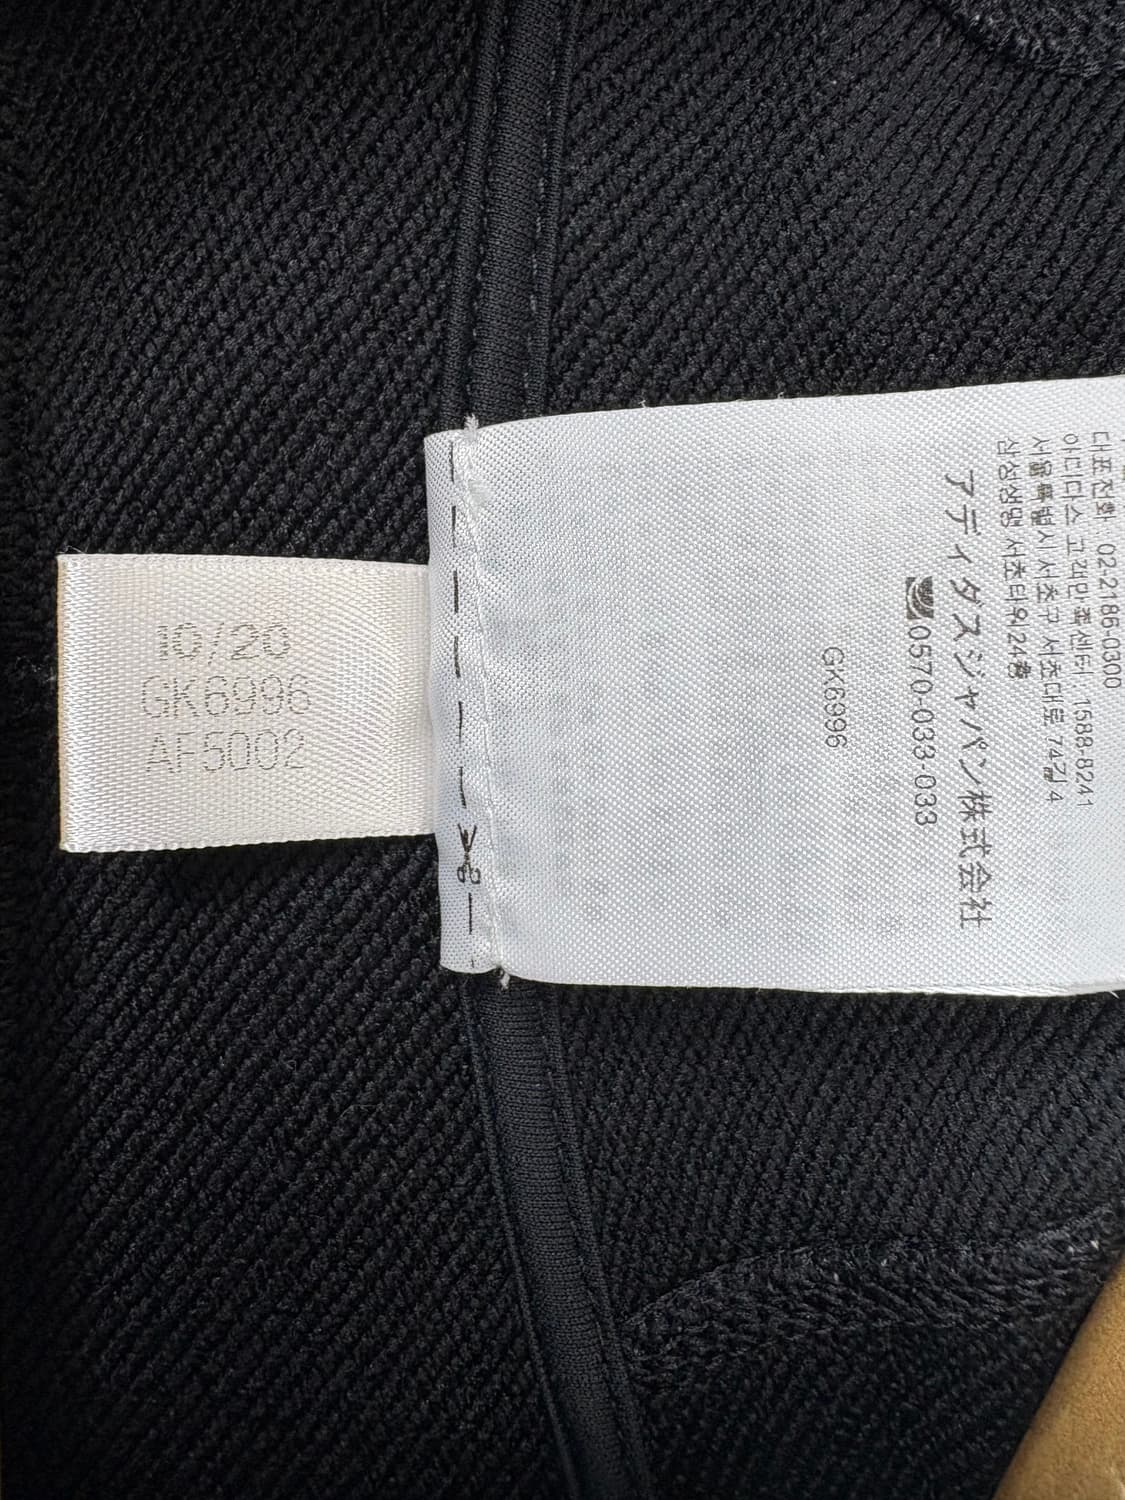 10/20
GK6996
AF5002
대표전화 : 02-2186-0300
아디다스 고객만족센터 : 1588-8241
서울특별시 서초구 서초대로 74길 4
삼성생명 서초타워 24층
アディダスジャパン株式会社
0570-033-033
GK6996